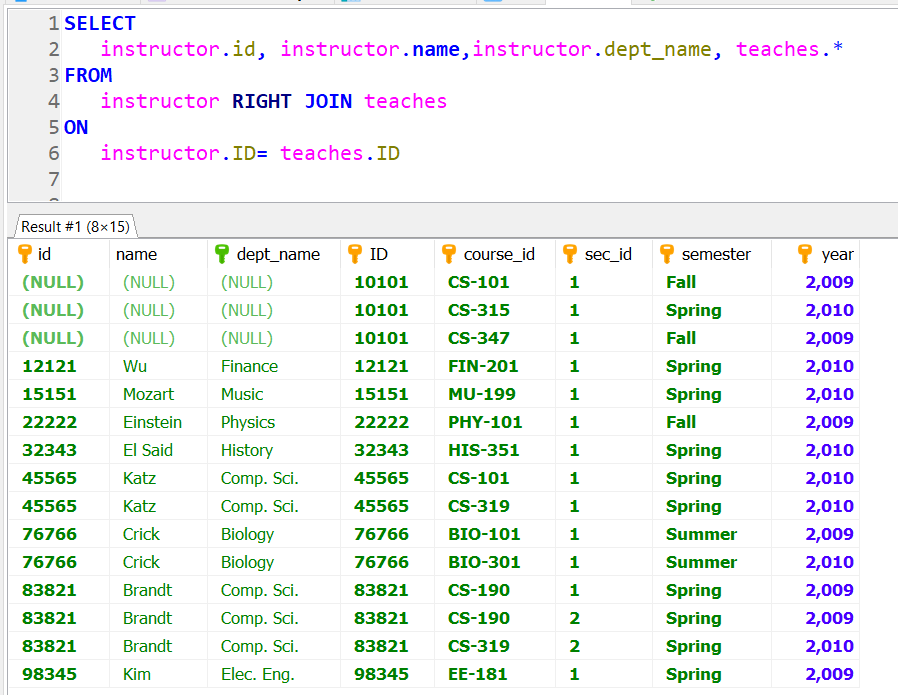 1 SELECT
2 instructor.id, instructor.name,instructor.dept_name, teaches.*
3 FROM
4 instructor RIGHT JOIN teaches
5 ON
6 instructor.ID= teaches.ID
7
Result #1 (8×15)
id name dept_name ID course_id sec_id semester year
(NULL) (NULL) (NULL) 10101 CS-101 1 Fall 2,009
(NULL) (NULL) (NULL) 10101 CS-315 1 Spring 2,010
(NULL) (NULL) (NULL) 10101 CS-347 1 Fall 2,009
12121 Wu Finance 12121 FIN-201 1 Spring 2,010
15151 Mozart Music 15151 MU-199 1 Spring 2,010
22222 Einstein Physics 22222 PHY-101 1 Fall 2,009
32343 El Said History 32343 HIS-351 1 Spring 2,010
45565 Katz Comp. Sci. 45565 CS-101 1 Spring 2,010
45565 Katz Comp. Sci. 45565 CS-319 1 Spring 2,010
76766 Crick Biology 76766 BIO-101 1 Summer 2,009
76766 Crick Biology 76766 BIO-301 1 Summer 2,010
83821 Brandt Comp. Sci. 83821 CS-190 1 Spring 2,009
83821 Brandt Comp. Sci. 83821 CS-190 2 Spring 2,009
83821 Brandt Comp. Sci. 83821 CS-319 2 Spring 2,010
98345 Kim Elec. Eng. 98345 EE-181 1 Spring 2,009